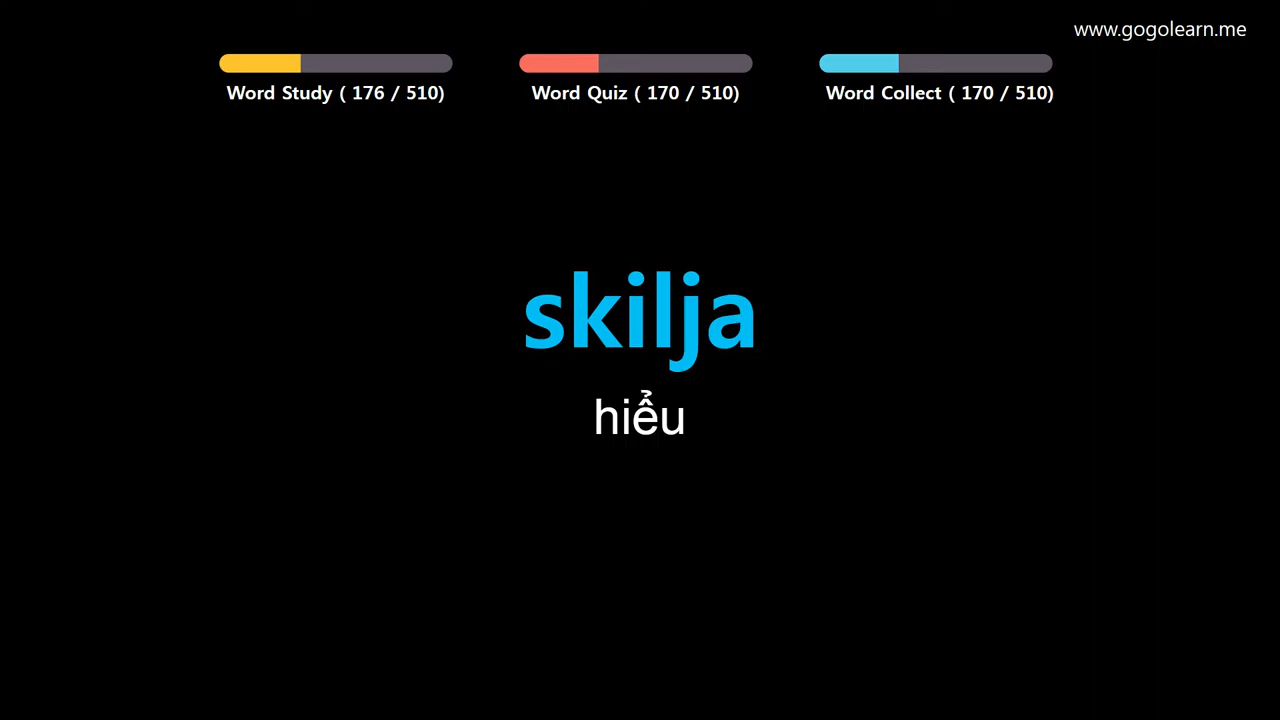 www.gogolearn.me
Word Study ( 176 / 510)
Word Quiz ( 170 / 510)
Word Collect ( 170 / 510)
skilja
hiểu